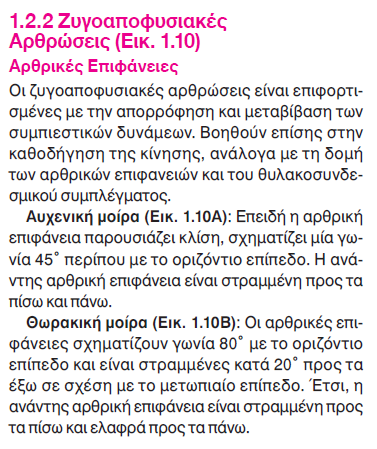 1.2.2 Ζυγοαποφυσιακές
Αρθρώσεις (Εικ. 1.10)
Αρθρικές Επιφάνειες
Οι ζυγοαποφυσιακές αρθρώσεις είναι επιφορτι-
σμένες με την απορρόφηση και μεταβίβαση των
συμπιεστικών δυνάμεων. Βοηθούν επίσης στην
καθοδήγηση της κίνησης, ανάλογα με τη δομή
των αρθρικών επιφανειών και του θυλακοσυνδε-
σμικού συμπλέγματος.
Αυχενική μοίρα (Εικ. 1.10Α): Επειδή η αρθρική
επιφάνεια παρουσιάζει κλίση, σχηματίζει μία γω-
νία 45˚ περίπου με το οριζόντιο επίπεδο. Η ανά-
ντης αρθρική επιφάνεια είναι στραμμένη προς τα
πίσω και πάνω.
Θωρακική μοίρα (Εικ. 1.10Β): Οι αρθρικές επι-
φάνειες σχηματίζουν γωνία 80˚ με το οριζόντιο
επίπεδο και είναι στραμμένες κατά 20˚ προς τα
έξω σε σχέση με το μετωπιαίο επίπεδο. Έτσι, η
ανάντης αρθρική επιφάνεια είναι στραμμένη προς
τα πίσω και ελαφρά προς τα πάνω.